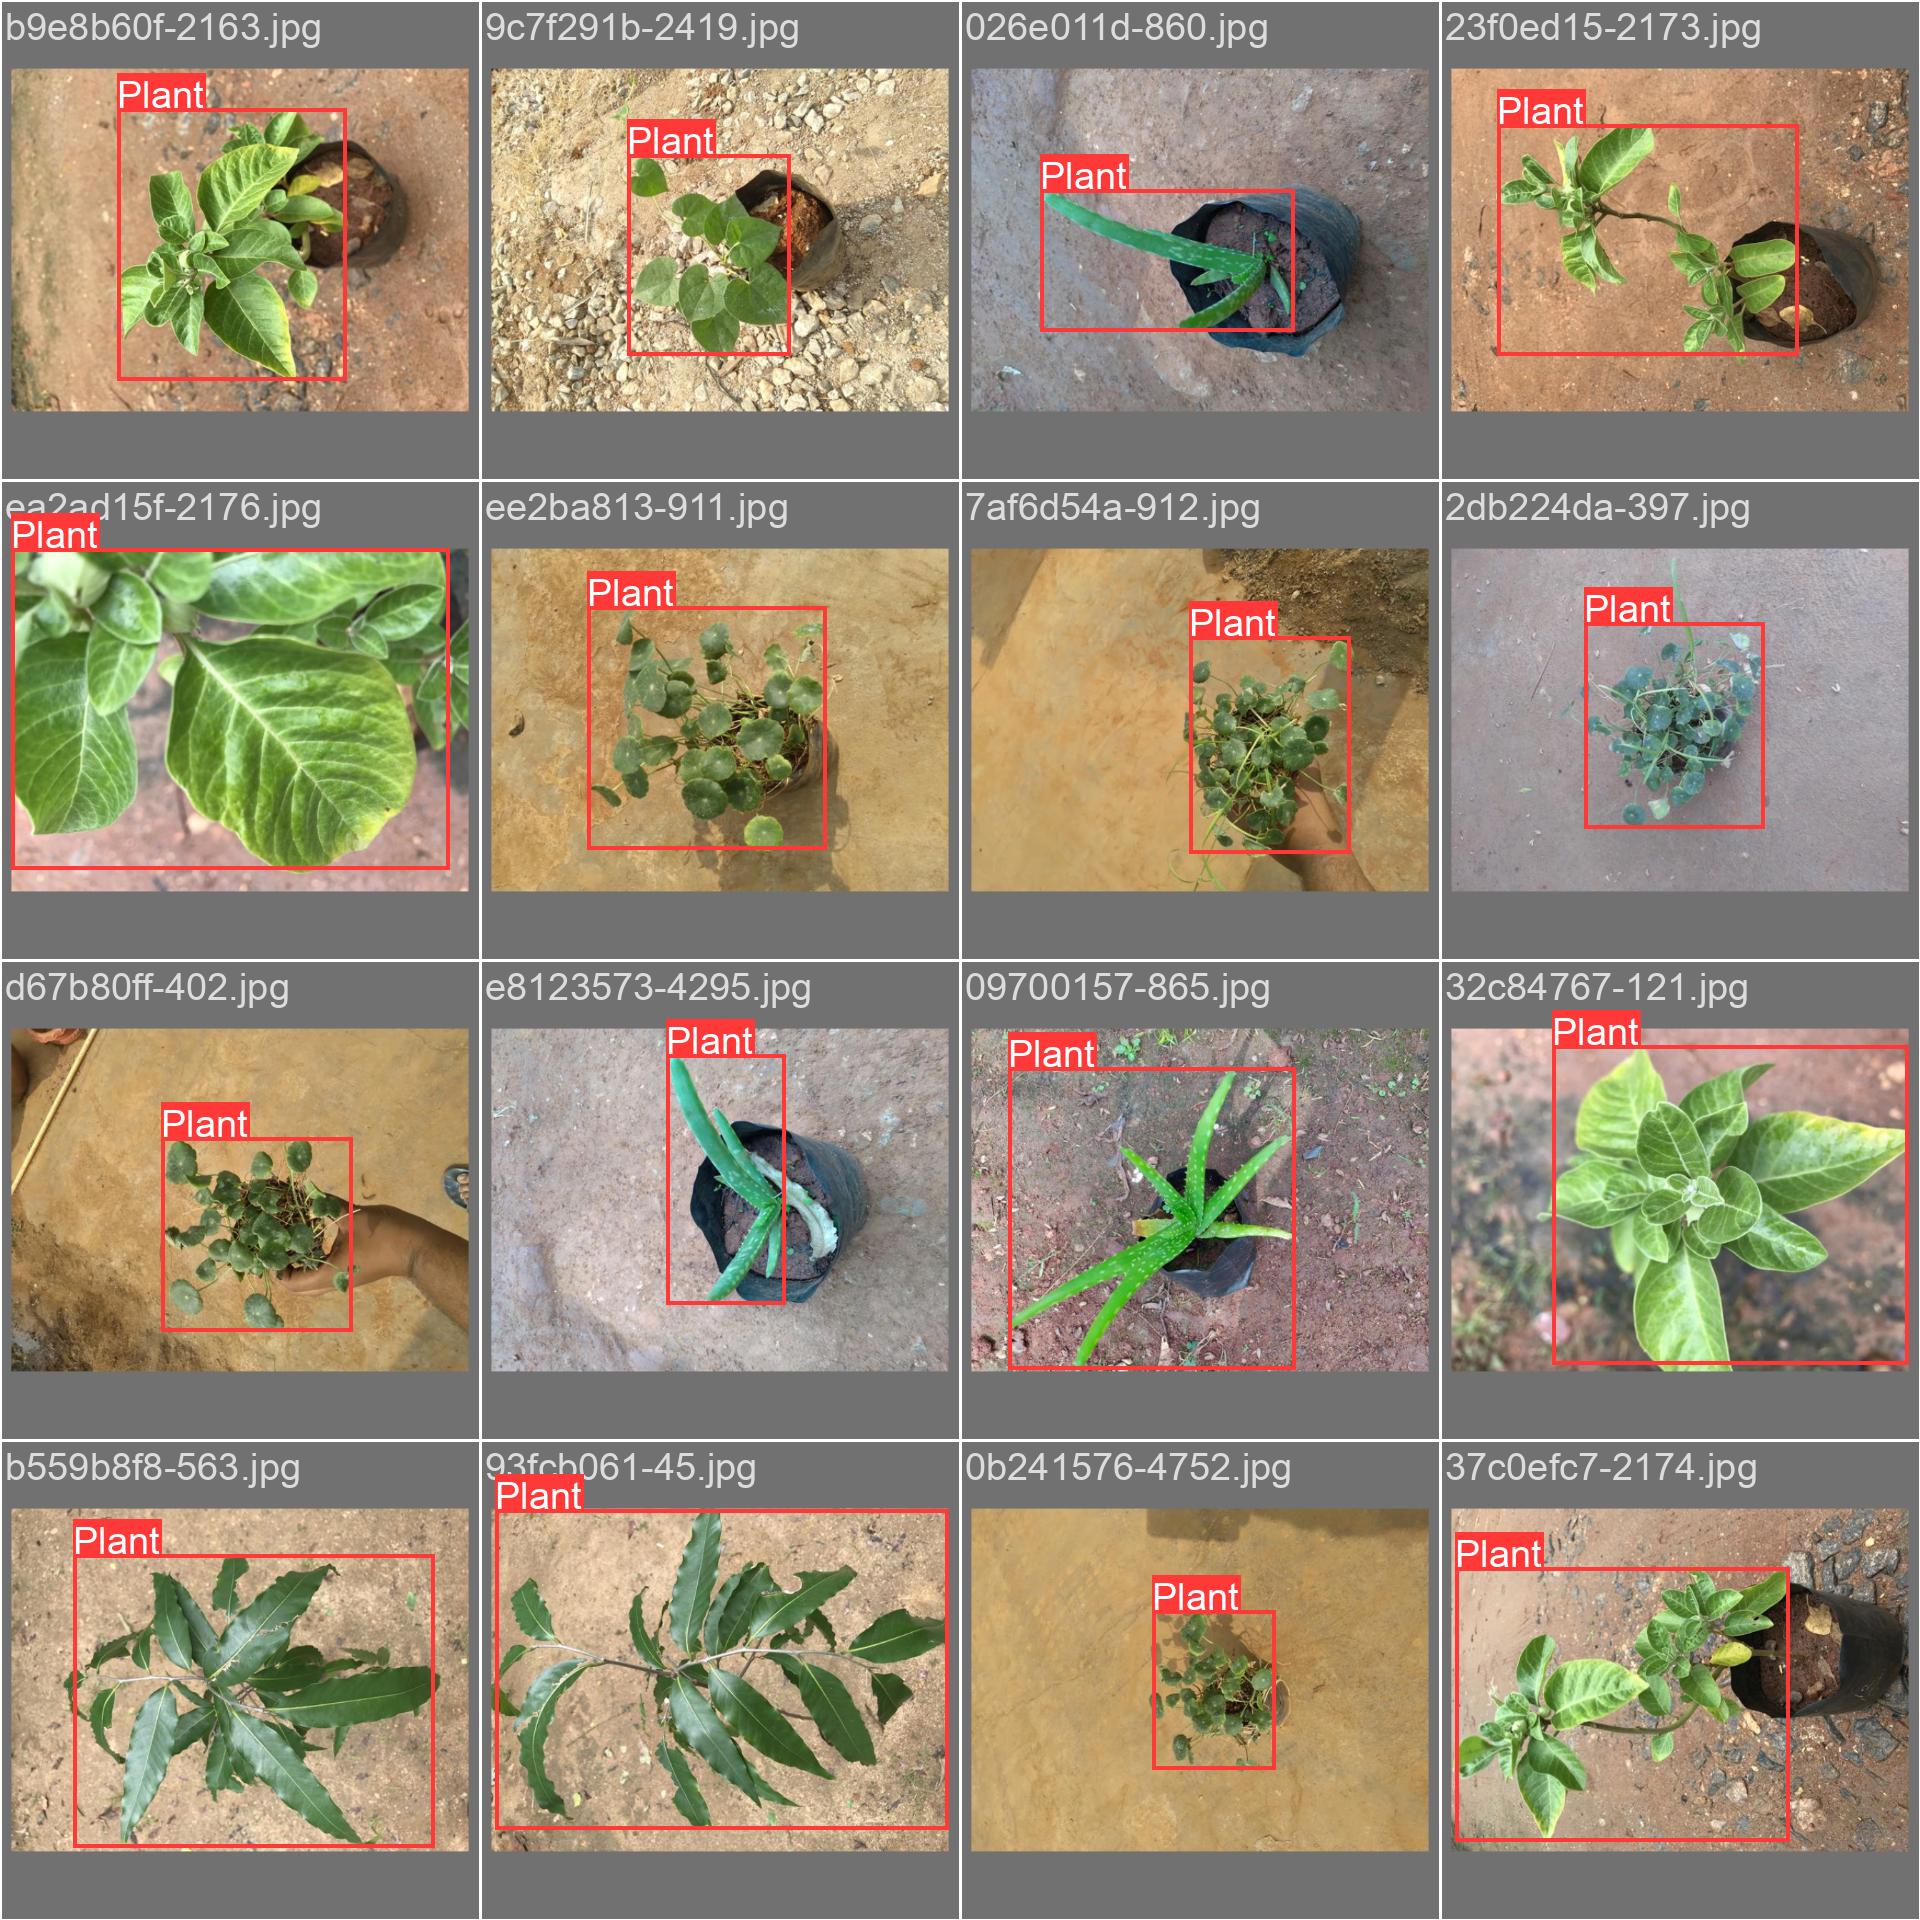 b9e8b60f-2163.jpg
Plant
9c7f291b-2419.jpg
Plant
026e011d-860.jpg
Plant
23f0ed15-2173.jpg
Plant
ea2ad15f-2176.jpg
Plant
ee2ba813-911.jpg
Plant
7af6d54a-912.jpg
Plant
2db224da-397.jpg
Plant
d67b80ff-402.jpg
Plant
e8123573-4295.jpg
Plant
09700157-865.jpg
Plant
32c84767-121.jpg
Plant
b559b8f8-563.jpg
Plant
93fcb061-45.jpg
Plant
0b241576-4752.jpg
Plant
37c0efc7-2174.jpg
Plant